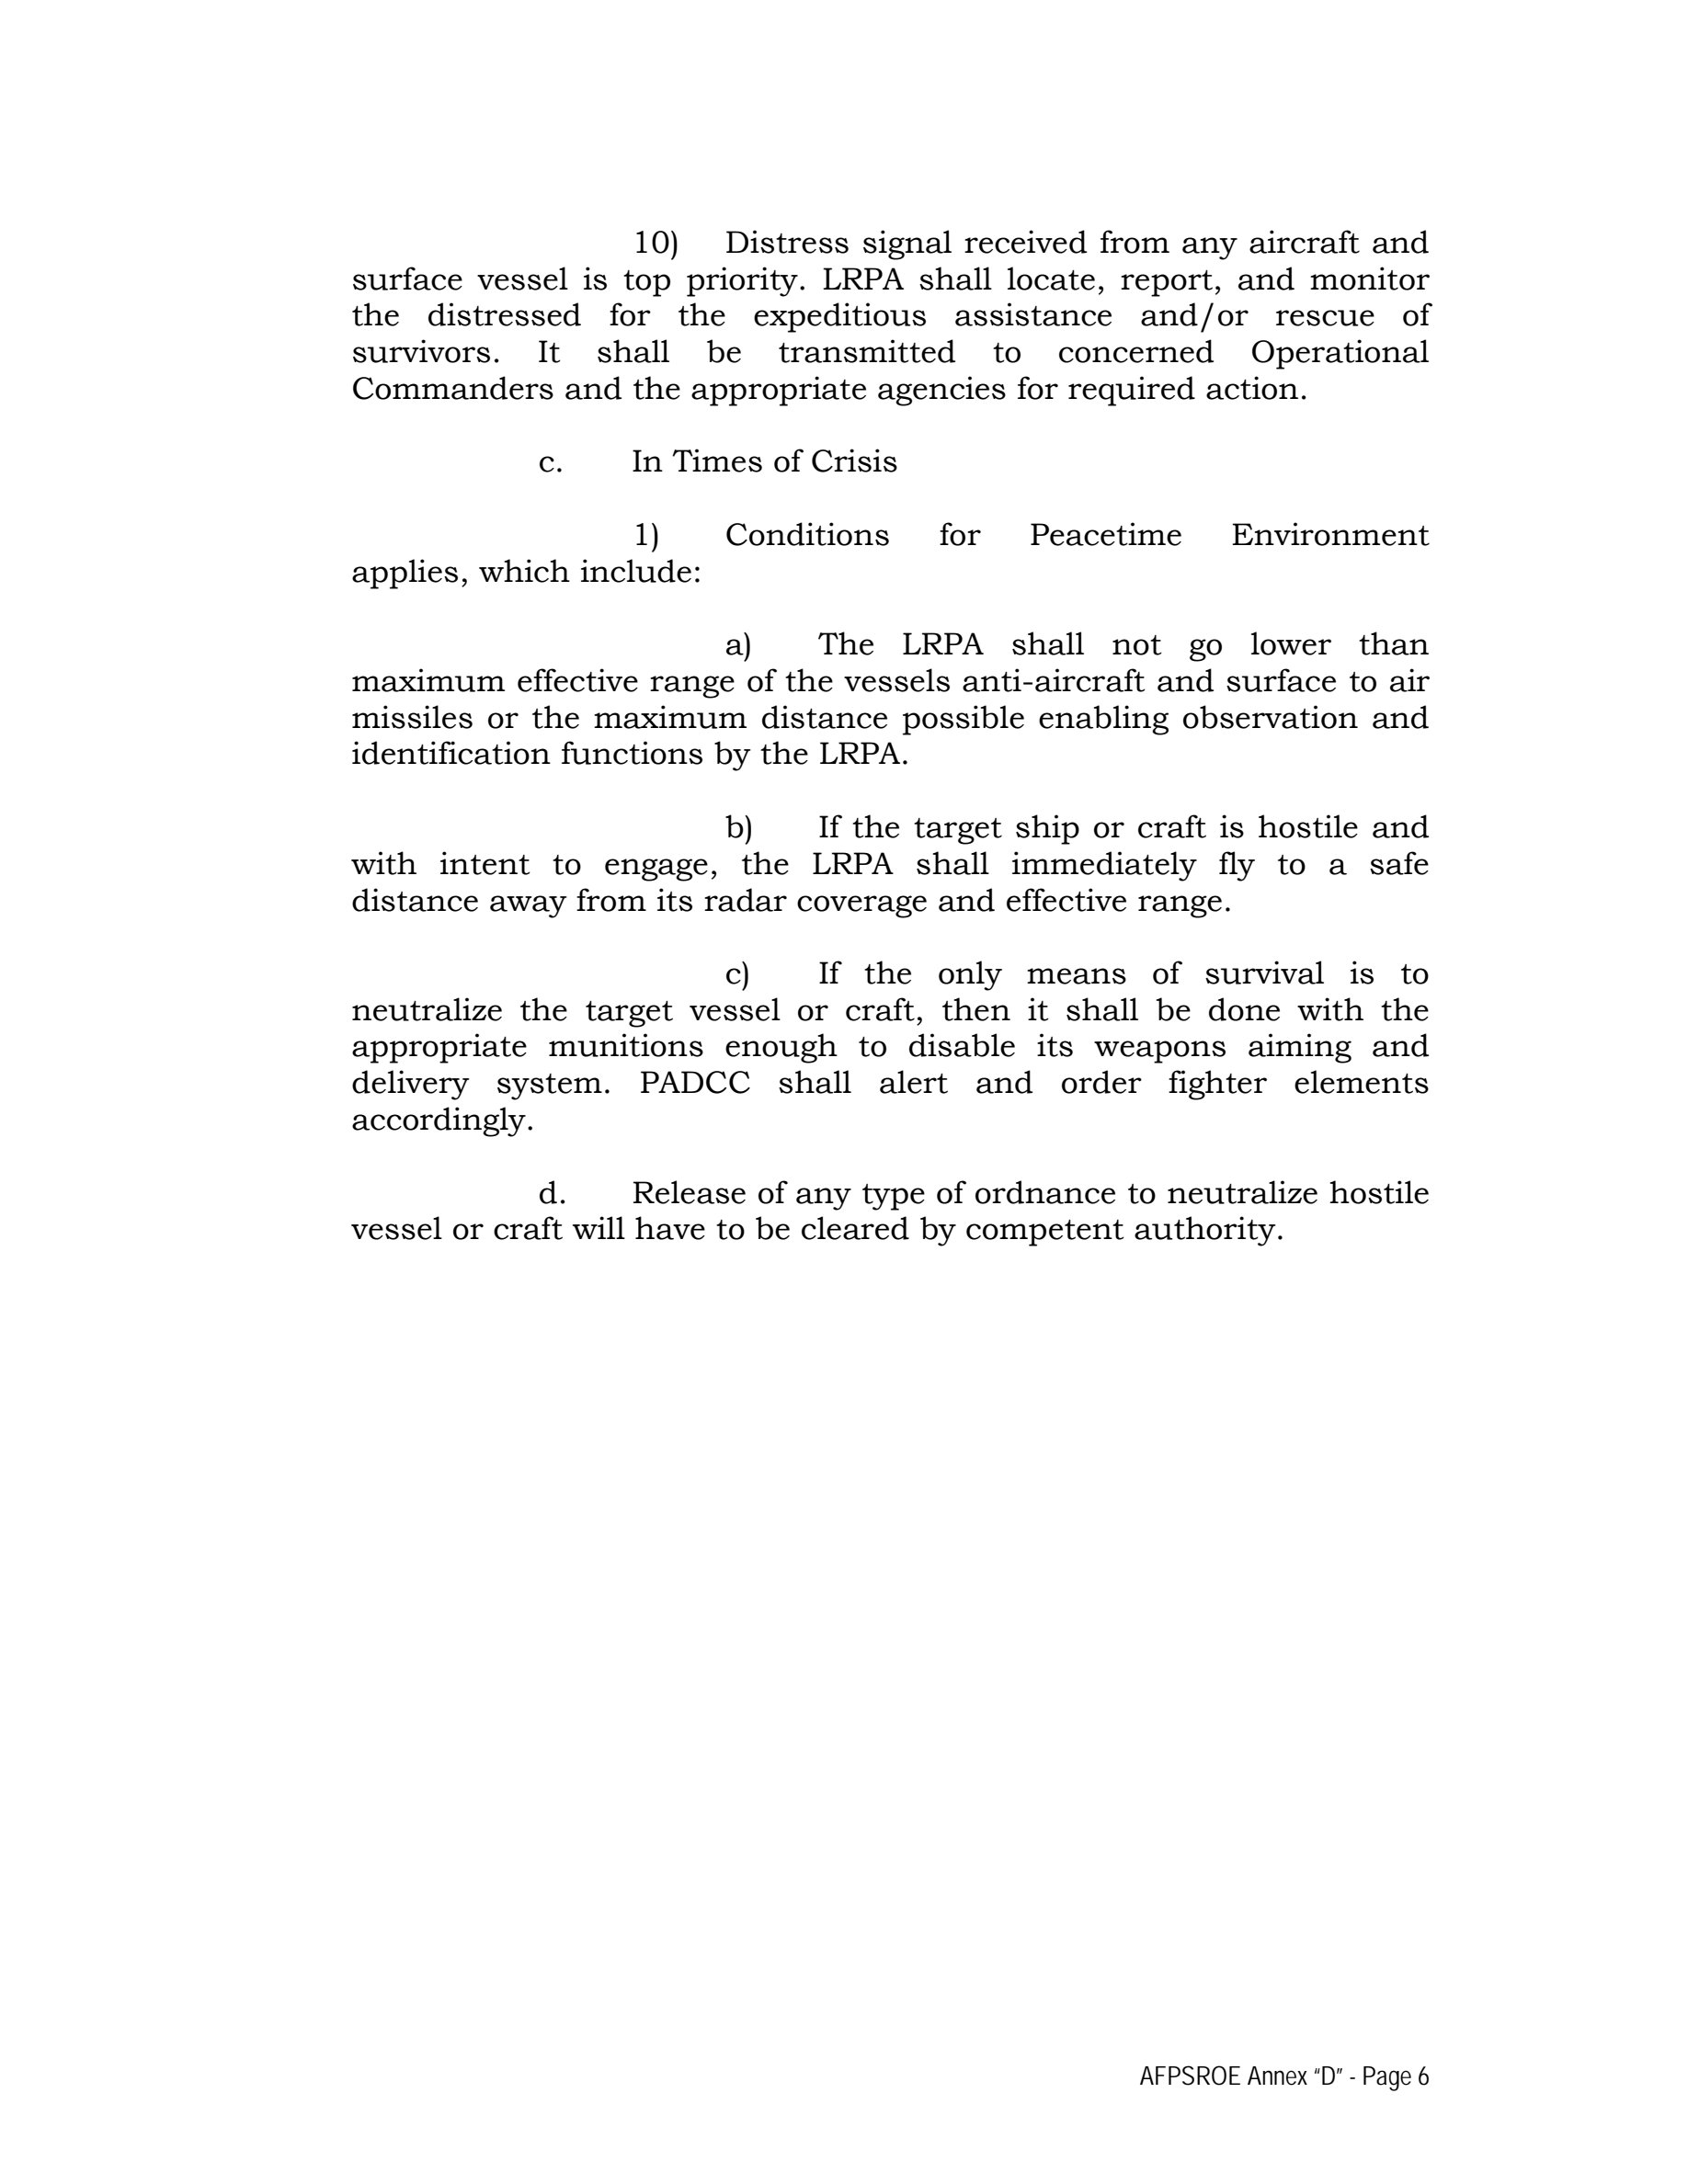 10) Distress signal received from any aircraft and
surface vessel is top priority. LRPA shall locate, report, and monitor
the distressed for the expeditious assistance and/or rescue of
survivors. It shall be transmitted to concerned Operational
Commanders and the appropriate agencies for required action.
c. In Times of Crisis
1) Conditions for Peacetime Environment
applies, which include:
a) The LRPA shall not go lower than
maximum effective range of the vessels anti-aircraft and surface to air
missiles or the maximum distance possible enabling observation and
identification functions by the LRPA.
b) If the target ship or craft is hostile and
with intent to engage, the LRPA shall immediately fly to a safe
distance away from its radar coverage and effective range.
c) If the only means of survival is to
neutralize the target vessel or craft, then it shall be done with the
appropriate munitions enough to disable its weapons aiming and
delivery system. PADCC shall alert and order fighter elements
accordingly.
d. Release of any type of ordnance to neutralize hostile
vessel or craft will have to be cleared by competent authority.
AFPSROE Annex “D” - Page 6